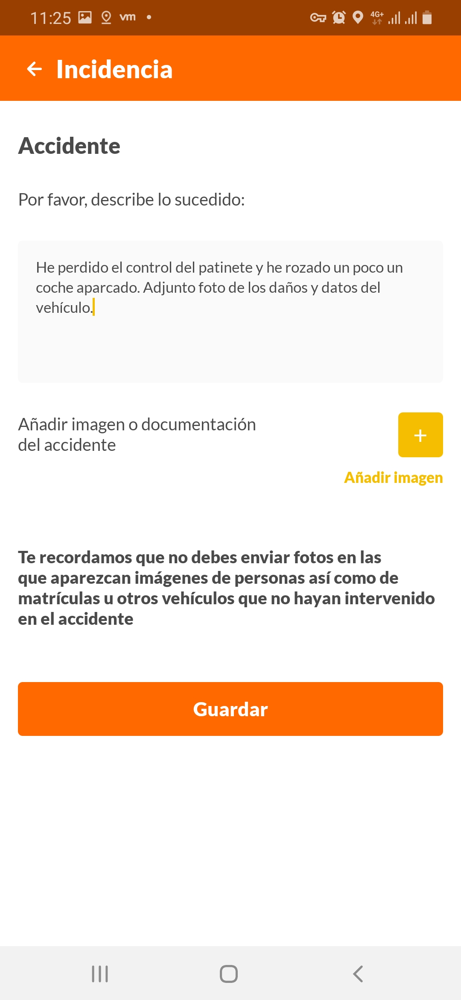 11:25
vm
4G+
Incidencia
Accidente
Por favor, describe lo sucedido:
He perdido el control del patinete y he rozado un poco un
coche aparcado. Adjunto foto de los daños y datos del
vehículo.
Añadir imagen o documentación
del accidente
+
Añadir imagen
Te recordamos que no debes enviar fotos en las
que aparezcan imágenes de personas así como de
matrículas u otros vehículos que no hayan intervenido
en el accidente
Guardar